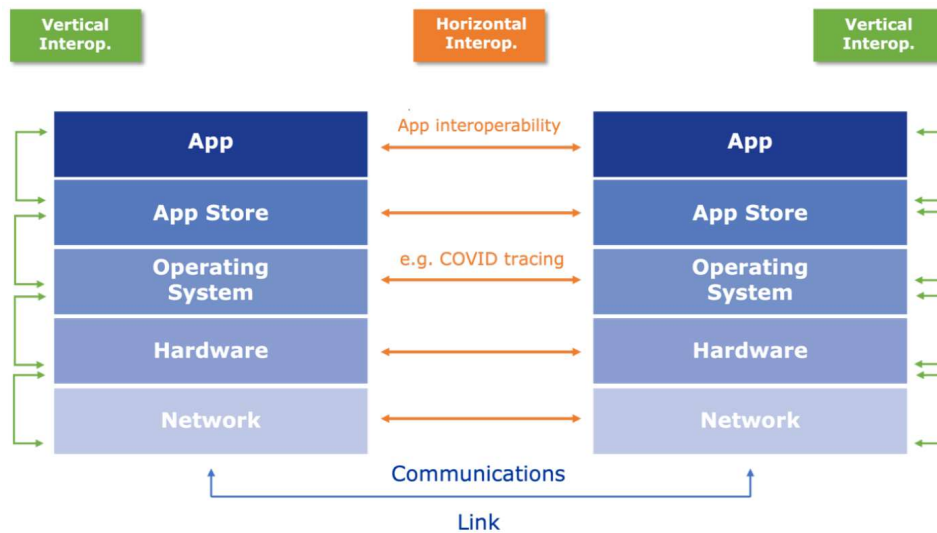 Vertical
Interop.
Horizontal
Interop.
Vertical
Interop.
App
App interoperability
App
App Store
App Store
Operating
System
e.g. COVID tracing
Operating
System
Hardware
Hardware
Network
Network
Communications
Link